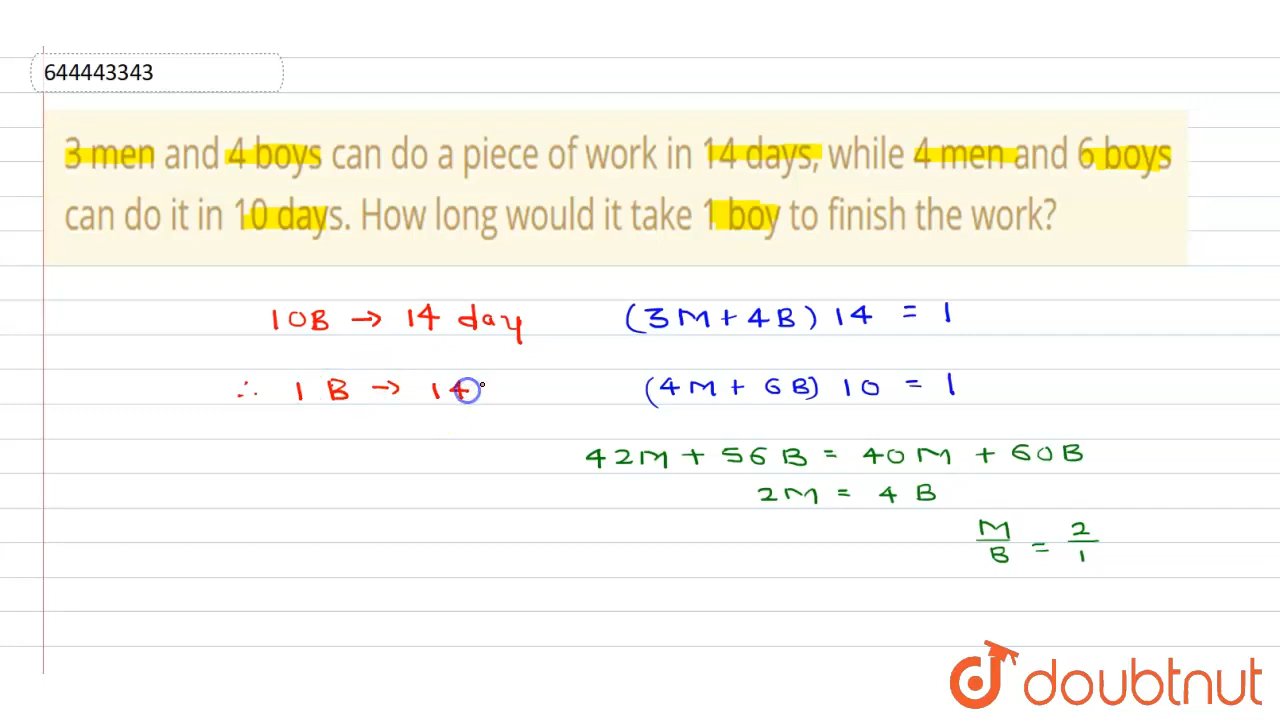 644443343
3 men and 4 boys can do a piece of work in 14 days, while 4 men and 6 boys
can do it in 10 days. How long would it take 1 boy to finish the work?
10B → 14 day
(3M + 4B) 14 = 1
∴ 1 B → 14
(4M + 6B) 10 = 1
42M + 56B = 40M + 60B
2M = 4B
M/B = 2/1
doubtnut